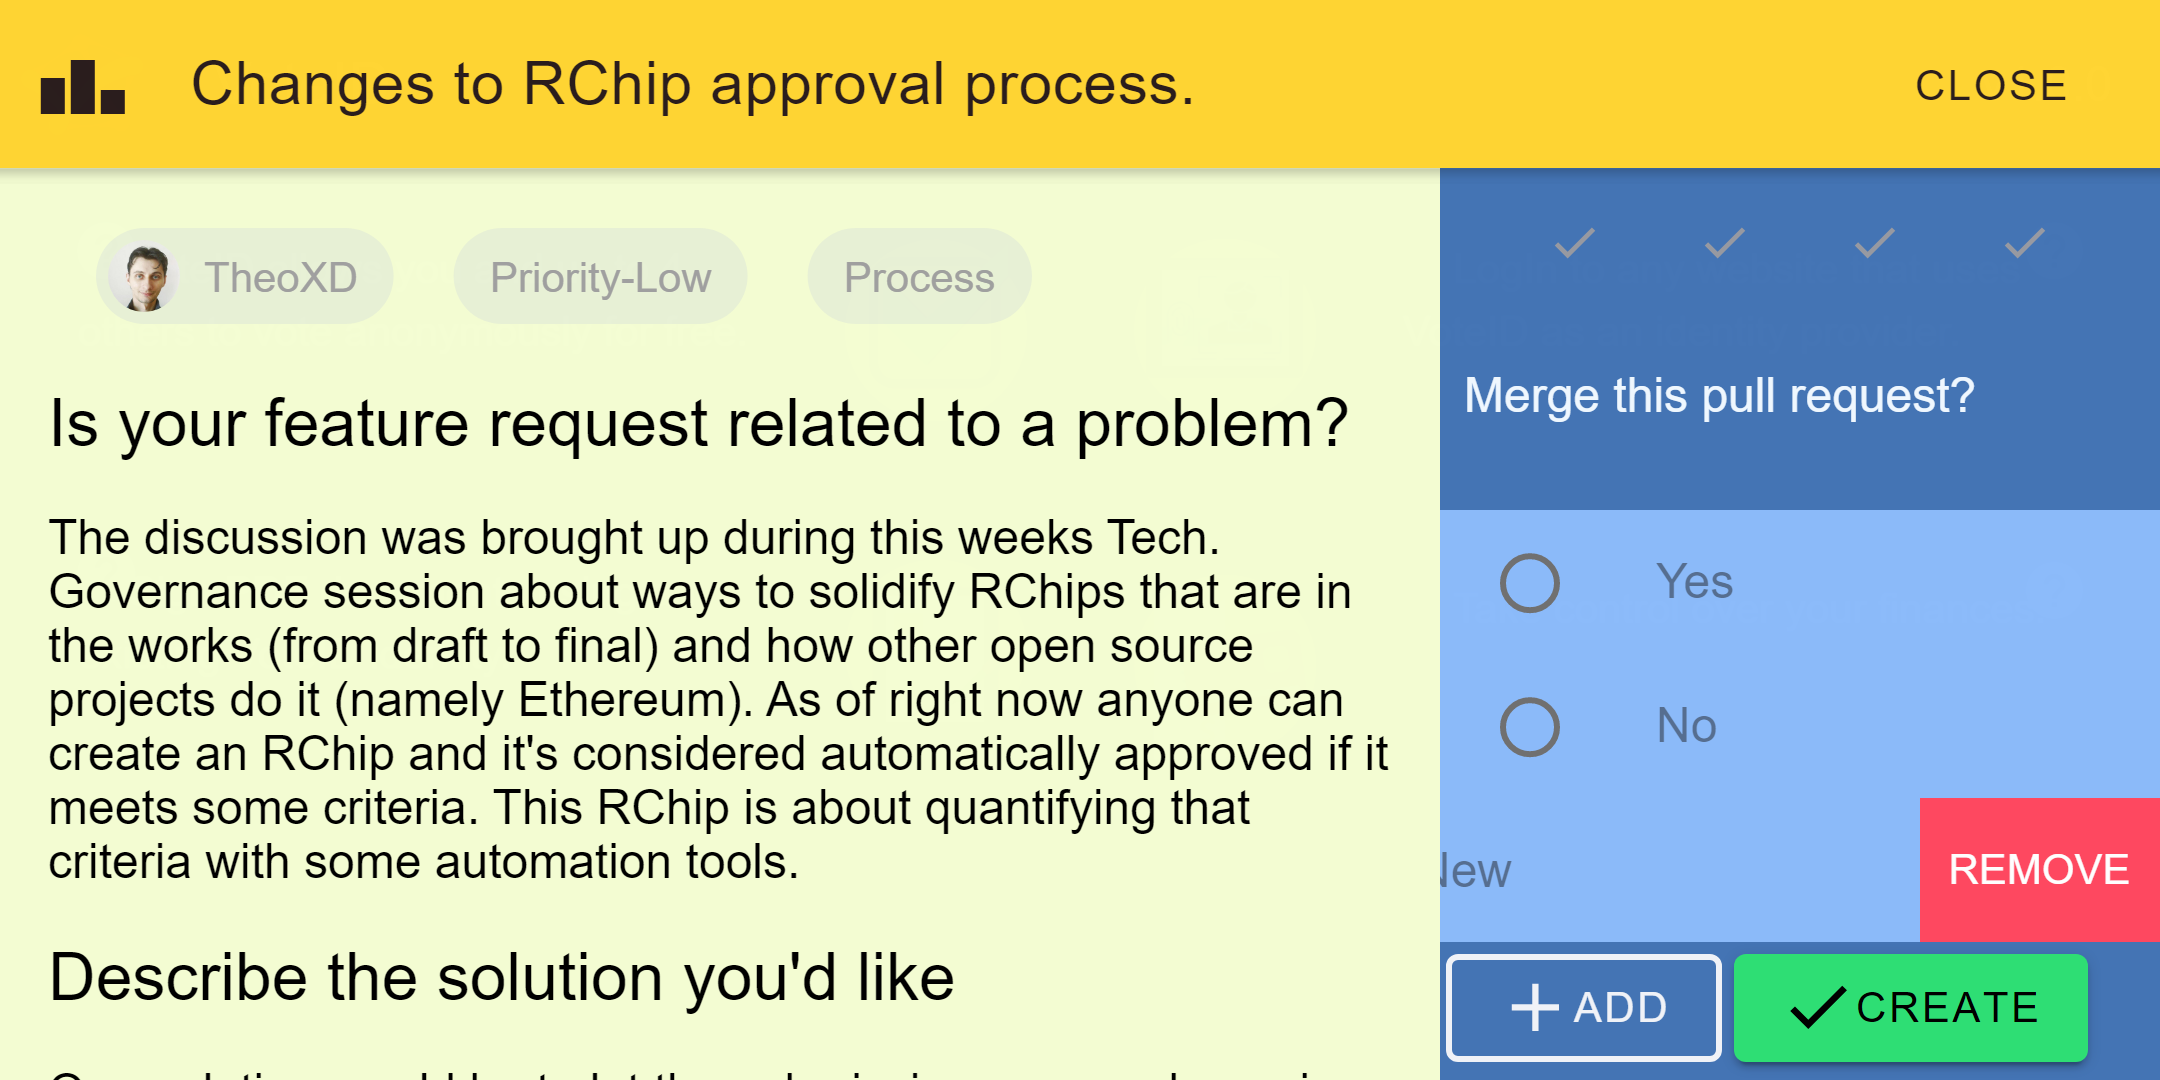 Changes to RChip approval process.
CLOSE
TheoXD
Priority-Low
Process
Is your feature request related to a problem?
The discussion was brought up during this weeks Tech.
Governance session about ways to solidify RChips that are in
the works (from draft to final) and how other open source
projects do it (namely Ethereum). As of right now anyone can
create an RChip and it's considered automatically approved if it
meets some criteria. This RChip is about quantifying that
criteria with some automation tools.
Describe the solution you'd like
Merge this pull request?
Yes
No
New
REMOVE
ADD
CREATE